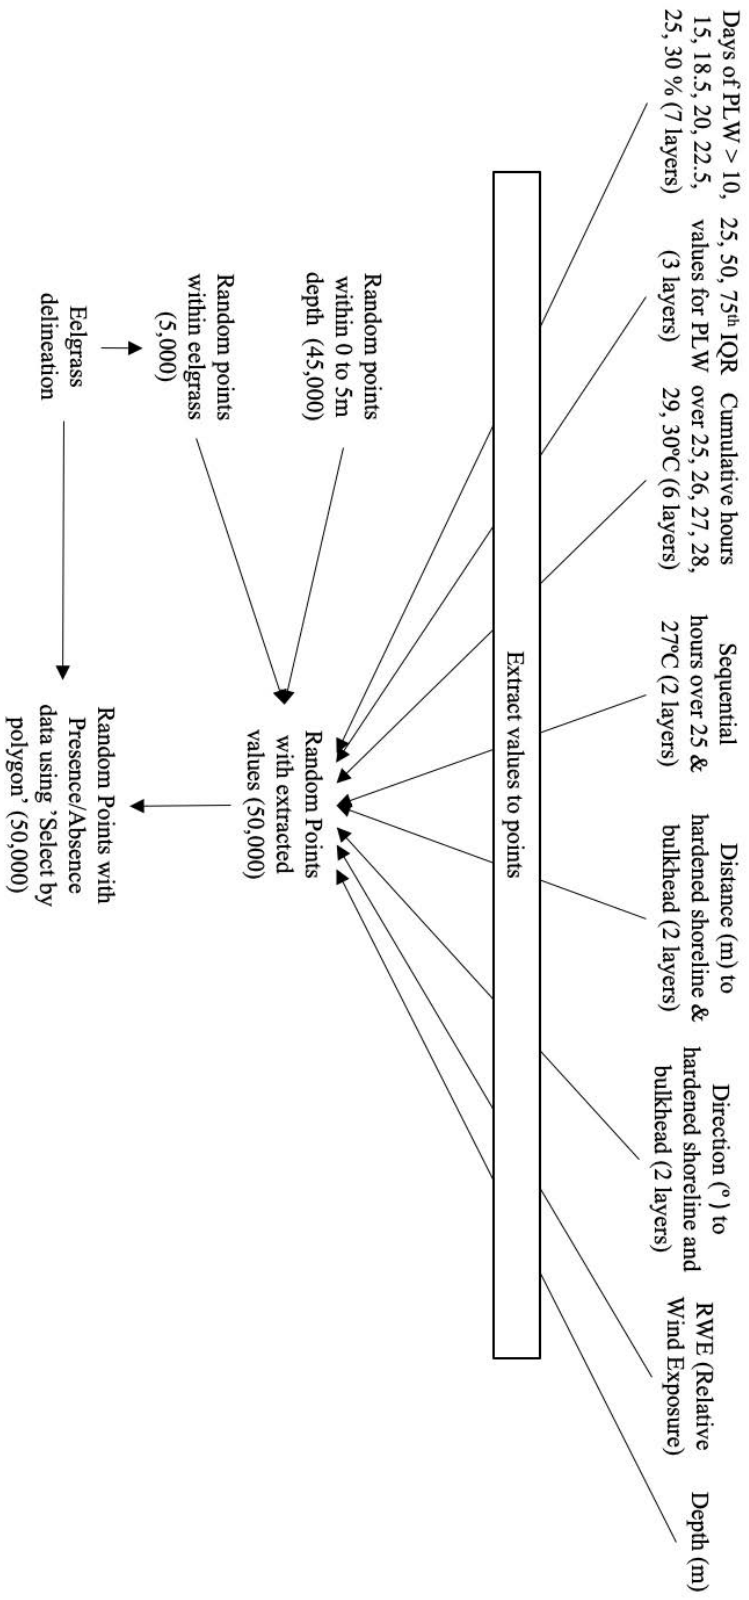 Days of PLW > 10,
15, 18.5, 20, 22.5,
25, 30 % (7 layers)
25, 50, 75th IQR
values for PLW
(3 layers)
Cumulative hours
over 25, 26, 27, 28,
29, 30ºC (6 layers)
Sequential
hours over 25 &
27ºC (2 layers)
Distance (m) to
hardened shoreline &
bulkhead (2 layers)
Direction (º) to
hardened shoreline and
bulkhead (2 layers)
RWE (Relative
Wind Exposure)
Depth (m)
Extract values to points
Random points
within 0 to 5m
depth (45,000)
Random points
within eelgrass
(5,000)
Eelgrass
delineation
Random Points
with extracted
values (50,000)
Random Points with
Presence/Absence
data using 'Select by
polygon' (50,000)